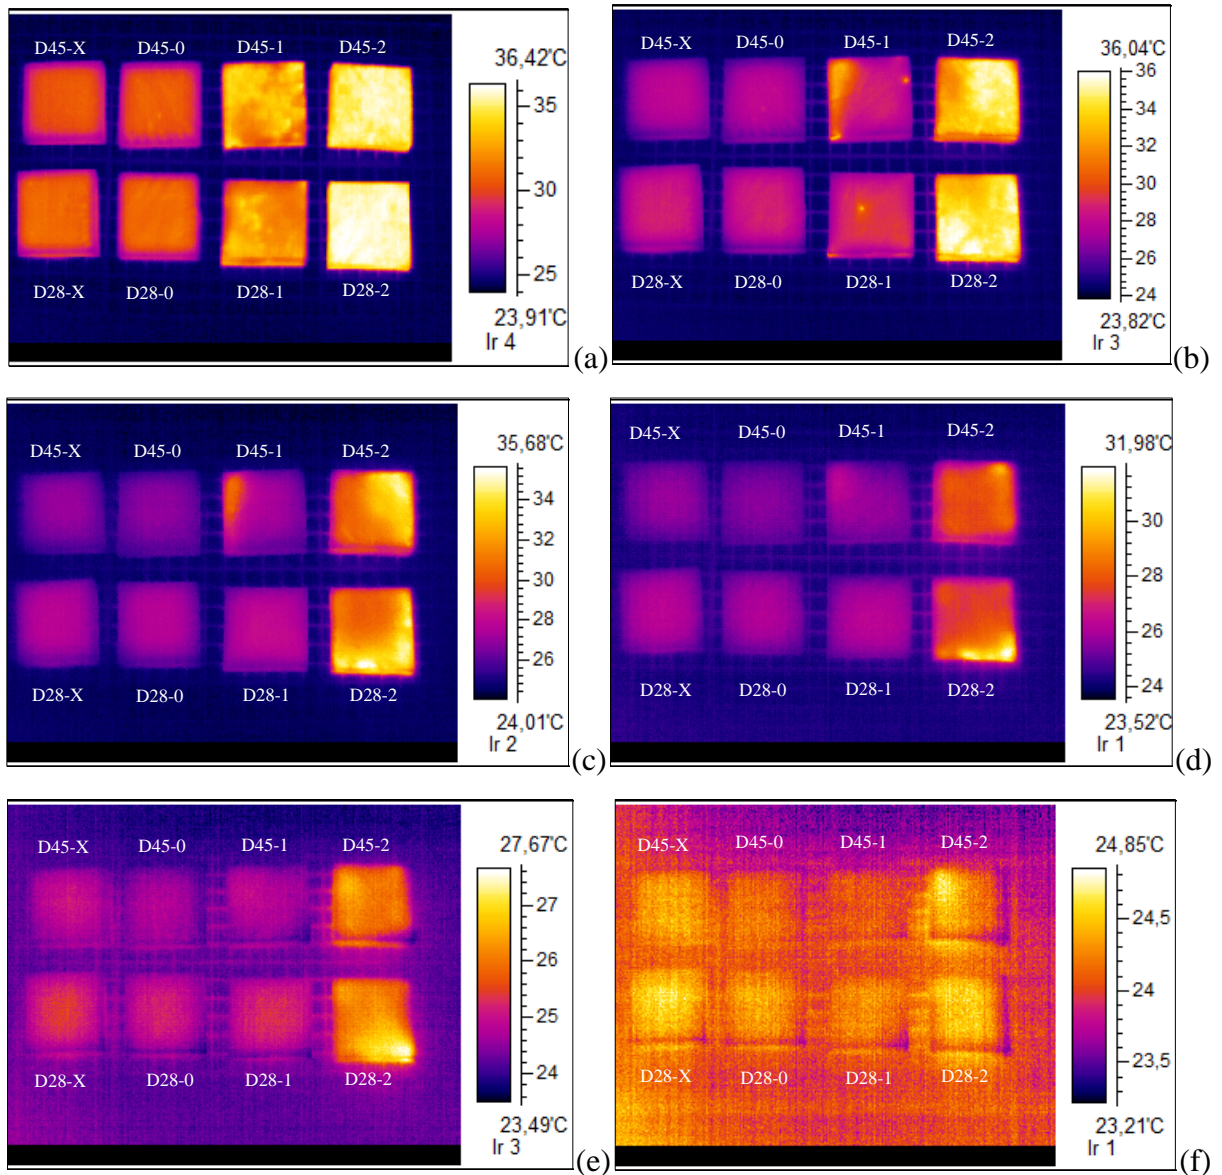 D45-X D45-0 D45-1 D45-2
36,42°C
35
30
25
D28-X D28-0 D28-1 D28-2
23,91°C
Ir 4
(a)
D45-X D45-0 D45-1 D45-2
36,04°C
36
34
32
30
28
26
24
D28-X D28-0 D28-1 D28-2
23,82°C
Ir 3
(b)
D45-X D45-0 D45-1 D45-2
35,68°C
34
32
30
28
26
D28-X D28-0 D28-1 D28-2
24,01°C
Ir 2
(c)
D45-X D45-0 D45-1 D45-2
31,98°C
30
28
26
24
D28-X D28-0 D28-1 D28-2
23,52°C
Ir 1
(d)
D45-X D45-0 D45-1 D45-2
27,67°C
27
26
25
24
D28-X D28-0 D28-1 D28-2
23,49°C
Ir 3
(e)
D45-X D45-0 D45-1 D45-2
24,85°C
24,5
24
23,5
D28-X D28-0 D28-1 D28-2
23,21°C
Ir 1
(f)